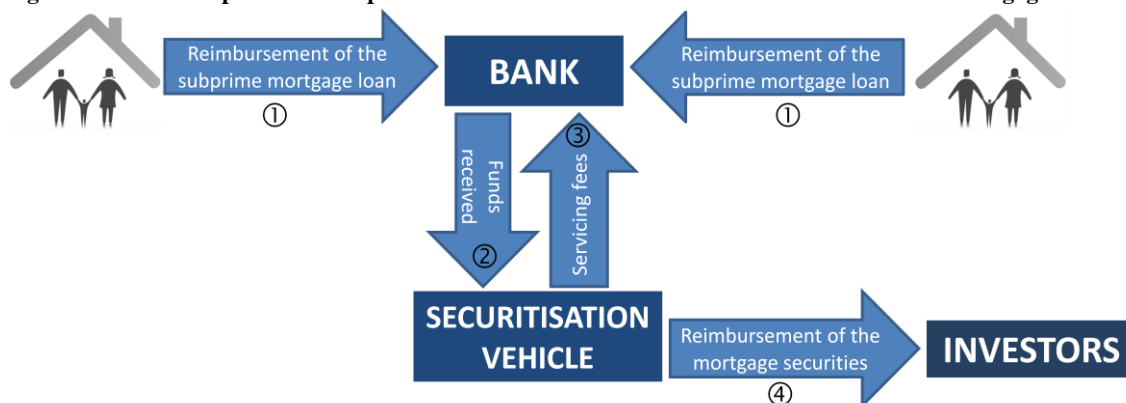 Reimbursement of the
subprime mortgage loan
①
BANK
Reimbursement of the
subprime mortgage loan
①
Funds
received
②
③
Servicing fees
SECURITISATION
VEHICLE
Reimbursement of the
mortgage securities
④
INVESTORS